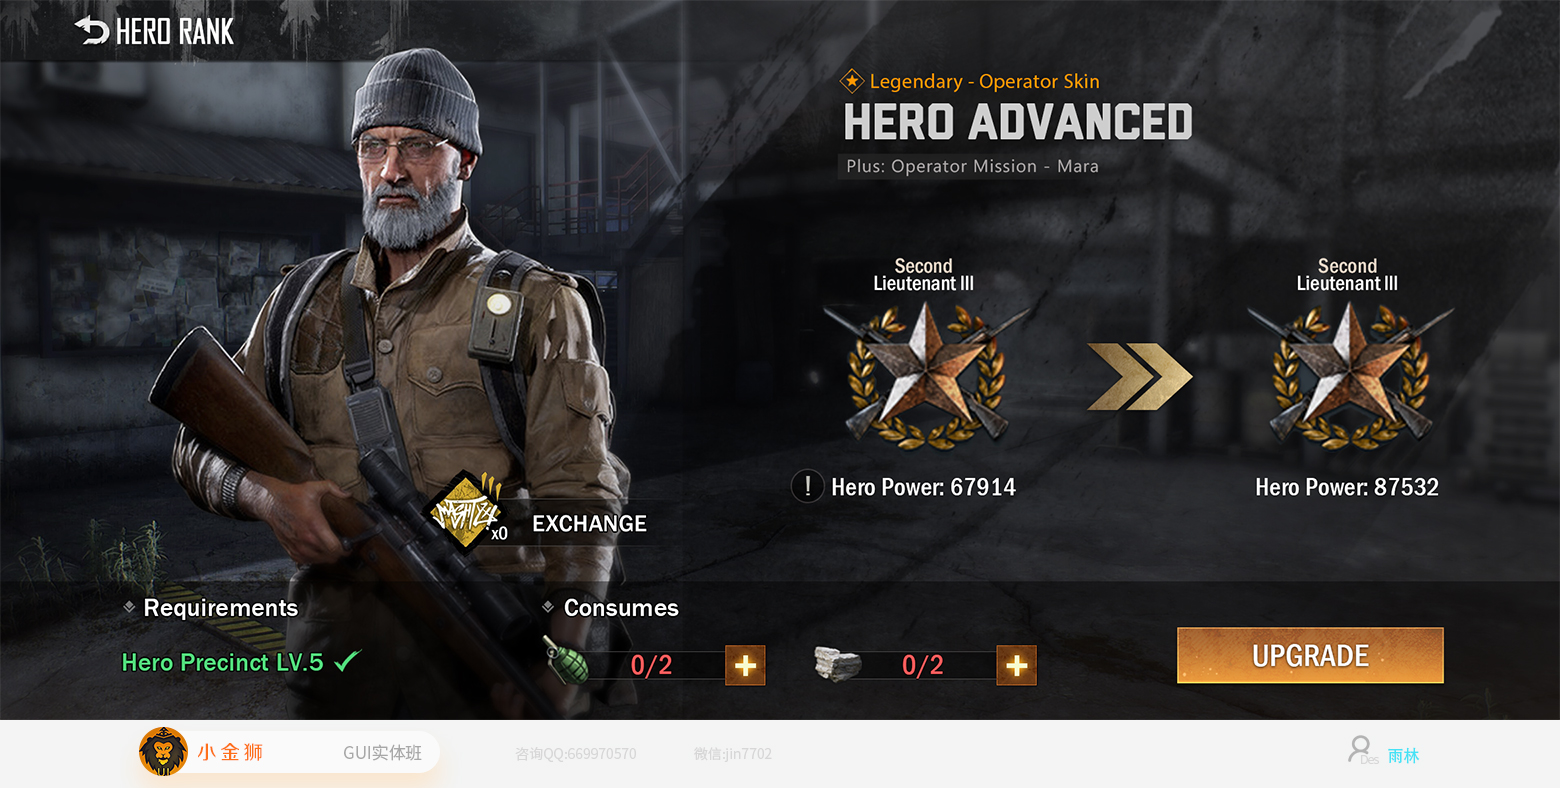 HERO RANK
Legendary - Operator Skin
HERO ADVANCED
Plus: Operator Mission - Mara
Second
Lieutenant III
Second
Lieutenant III
! Hero Power: 67914
Hero Power: 87532
x0
EXCHANGE
Requirements
Consumes
Hero Precinct LV.5
0/2
0/2
UPGRADE
小金狮
GUI实体班
咨询QQ:669970570
微信:jin7702
Des
雨林